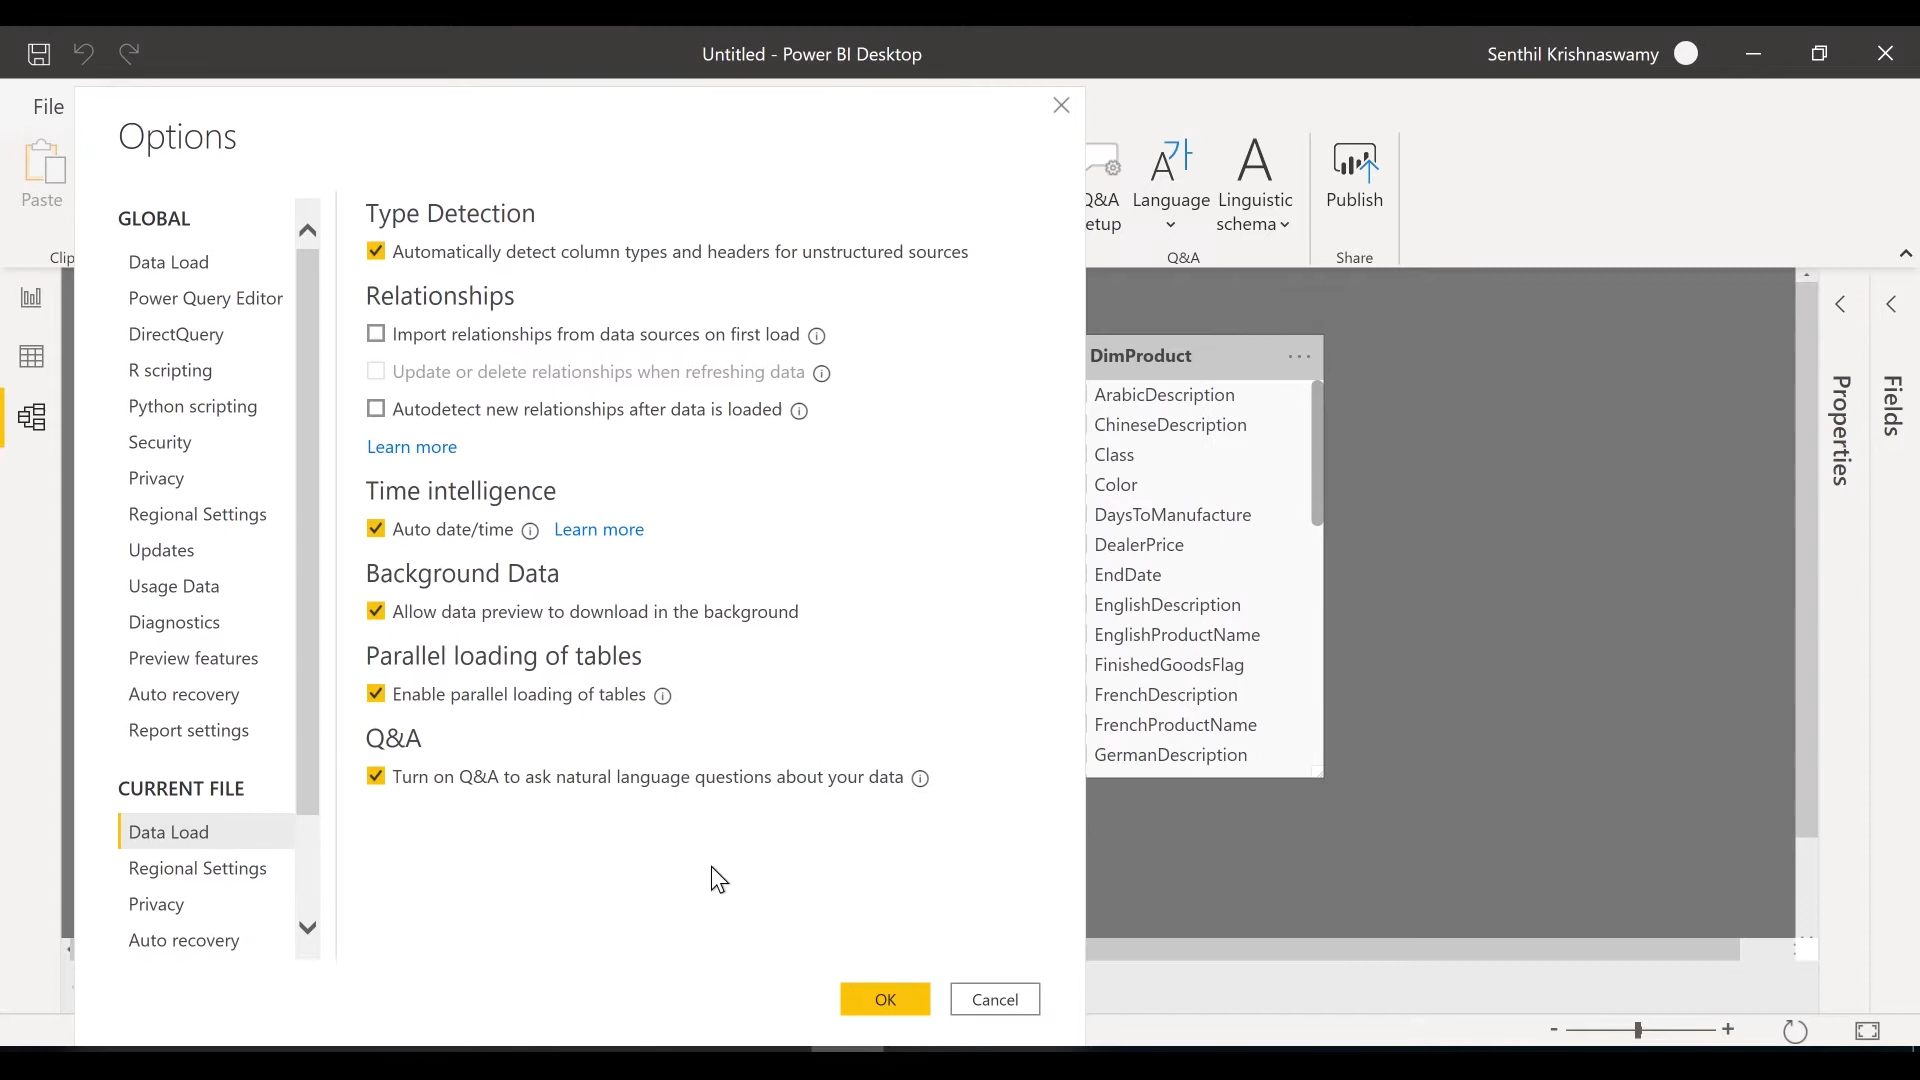 Untitled - Power BI Desktop
Senthil Krishnaswamy
File
Options
Paste
Q&A
etup
Language
Linguistic
schema
Publish
Clip
Q&A
Share
GLOBAL
Data Load
Power Query Editor
DirectQuery
R scripting
Python scripting
Security
Privacy
Regional Settings
Updates
Usage Data
Diagnostics
Preview features
Auto recovery
Report settings
CURRENT FILE
Data Load
Regional Settings
Privacy
Auto recovery
Type Detection
Automatically detect column types and headers for unstructured sources
Relationships
Import relationships from data sources on first load
Update or delete relationships when refreshing data
Autodetect new relationships after data is loaded
Learn more
Time intelligence
Auto date/time Learn more
Background Data
Allow data preview to download in the background
Parallel loading of tables
Enable parallel loading of tables
Q&A
Turn on Q&A to ask natural language questions about your data
OK
Cancel
DimProduct
ArabicDescription
ChineseDescription
Class
Color
DaysToManufacture
DealerPrice
EndDate
EnglishDescription
EnglishProductName
FinishedGoodsFlag
FrenchDescription
FrenchProductName
GermanDescription
Properties
Fields